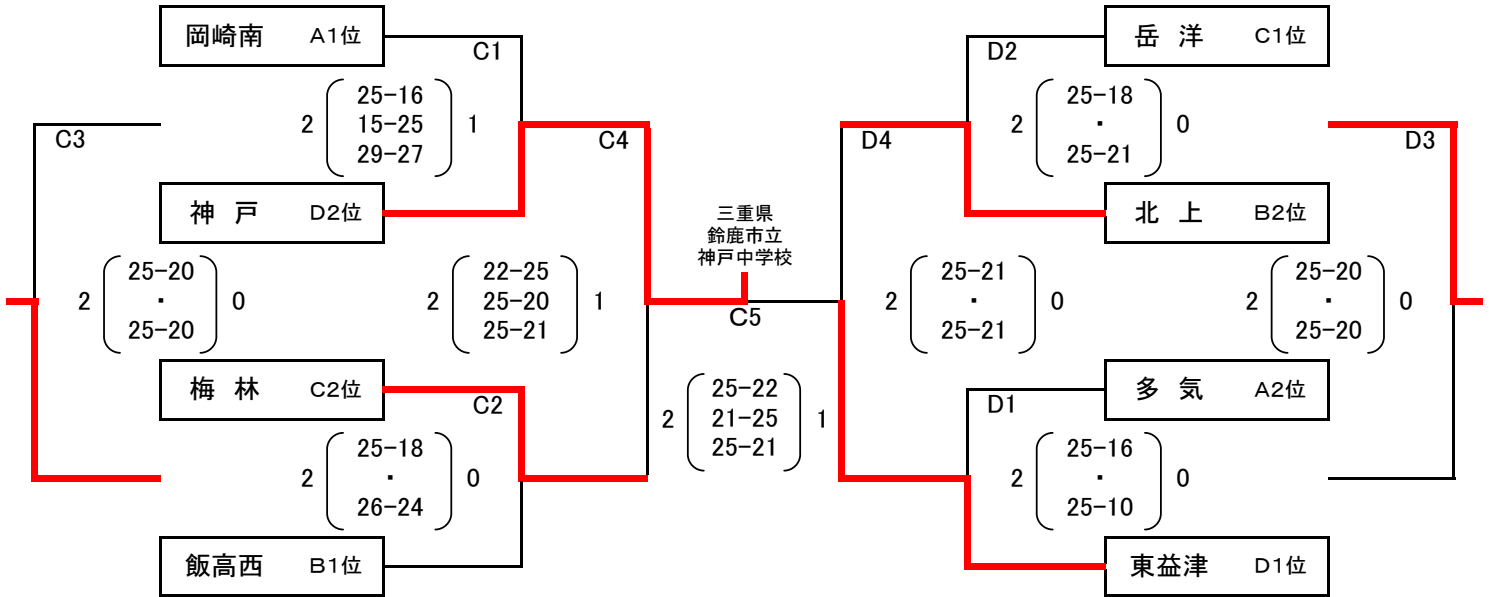 岡崎南 A1位
C1
25-16
2 15-25 1
29-27
C3
C4
神 戸 D2位
25-20
2 ・ 0
25-20
22-25
2 25-20 1
25-21
梅 林 C2位
C2
25-18
2 ・ 0
26-24
飯高西 B1位
三重県
鈴鹿市立
神戸中学校
C5
25-22
2 21-25 1
25-21
岳 洋 C1位
D2
25-18
2 ・ 0
25-21
D4
D3
北 上 B2位
25-21
2 ・ 0
25-21
25-20
2 ・ 0
25-20
多 気 A2位
D1
25-16
2 ・ 0
25-10
東益津 D1位